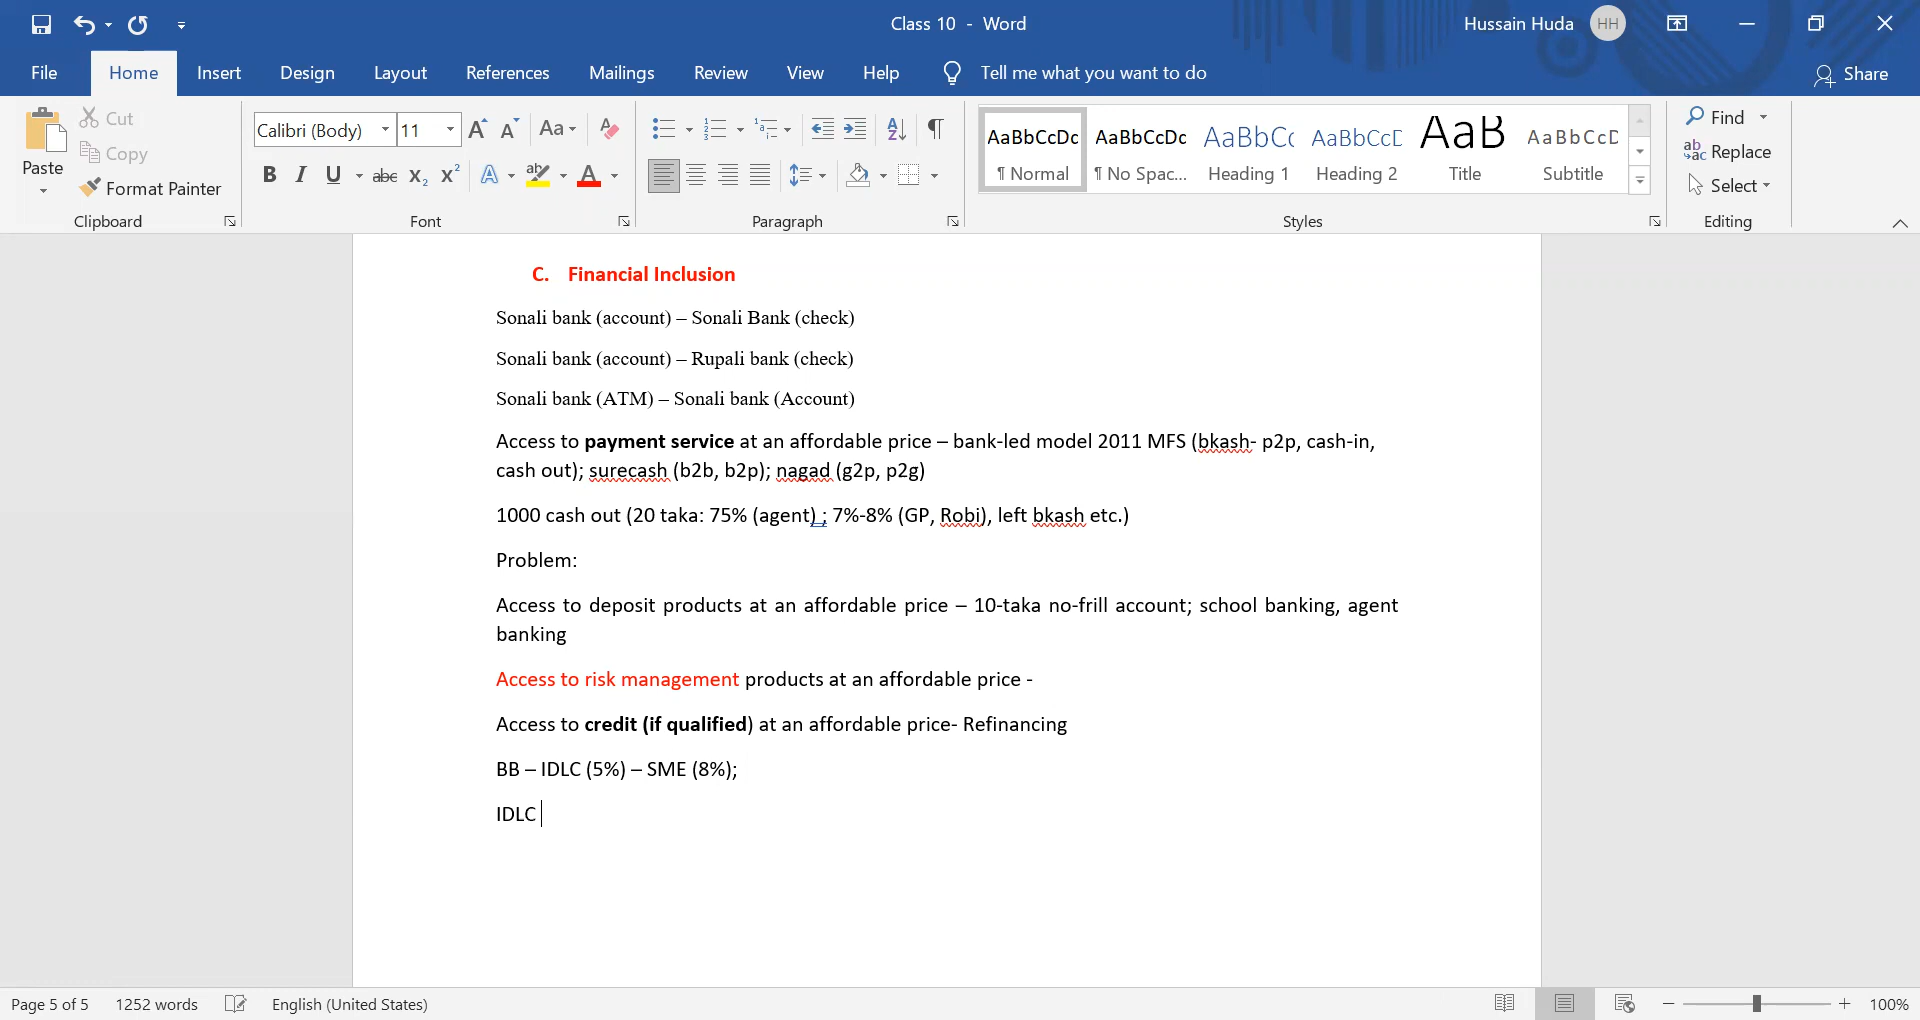 Class 10 - Word
Hussain Huda HH
File Home Insert Design Layout References Mailings Review View Help Tell me what you want to do Share
Paste
Cut
Copy
Format Painter
Clipboard
Calibri (Body) 11
Font
Paragraph
AaBbCcDc ¶ Normal
AaBbCcDc ¶ No Spac...
AaBbC( Heading 1
AaBbCcE Heading 2
AaB Title
AaBbCcD Subtitle
Styles
Find
Replace
Select
Editing
C. Financial Inclusion
Sonali bank (account) – Sonali Bank (check)
Sonali bank (account) – Rupali bank (check)
Sonali bank (ATM) – Sonali bank (Account)
Access to payment service at an affordable price – bank-led model 2011 MFS (bkash- p2p, cash-in,
cash out); surecash (b2b, b2p); nagad (g2p, p2g)
1000 cash out (20 taka: 75% (agent) ; 7%-8% (GP, Robi), left bkash etc.)
Problem:
Access to deposit products at an affordable price – 10-taka no-frill account; school banking, agent
banking
Access to risk management products at an affordable price -
Access to credit (if qualified) at an affordable price- Refinancing
BB – IDLC (5%) – SME (8%);
IDLC
Page 5 of 5 1252 words English (United States) 100%